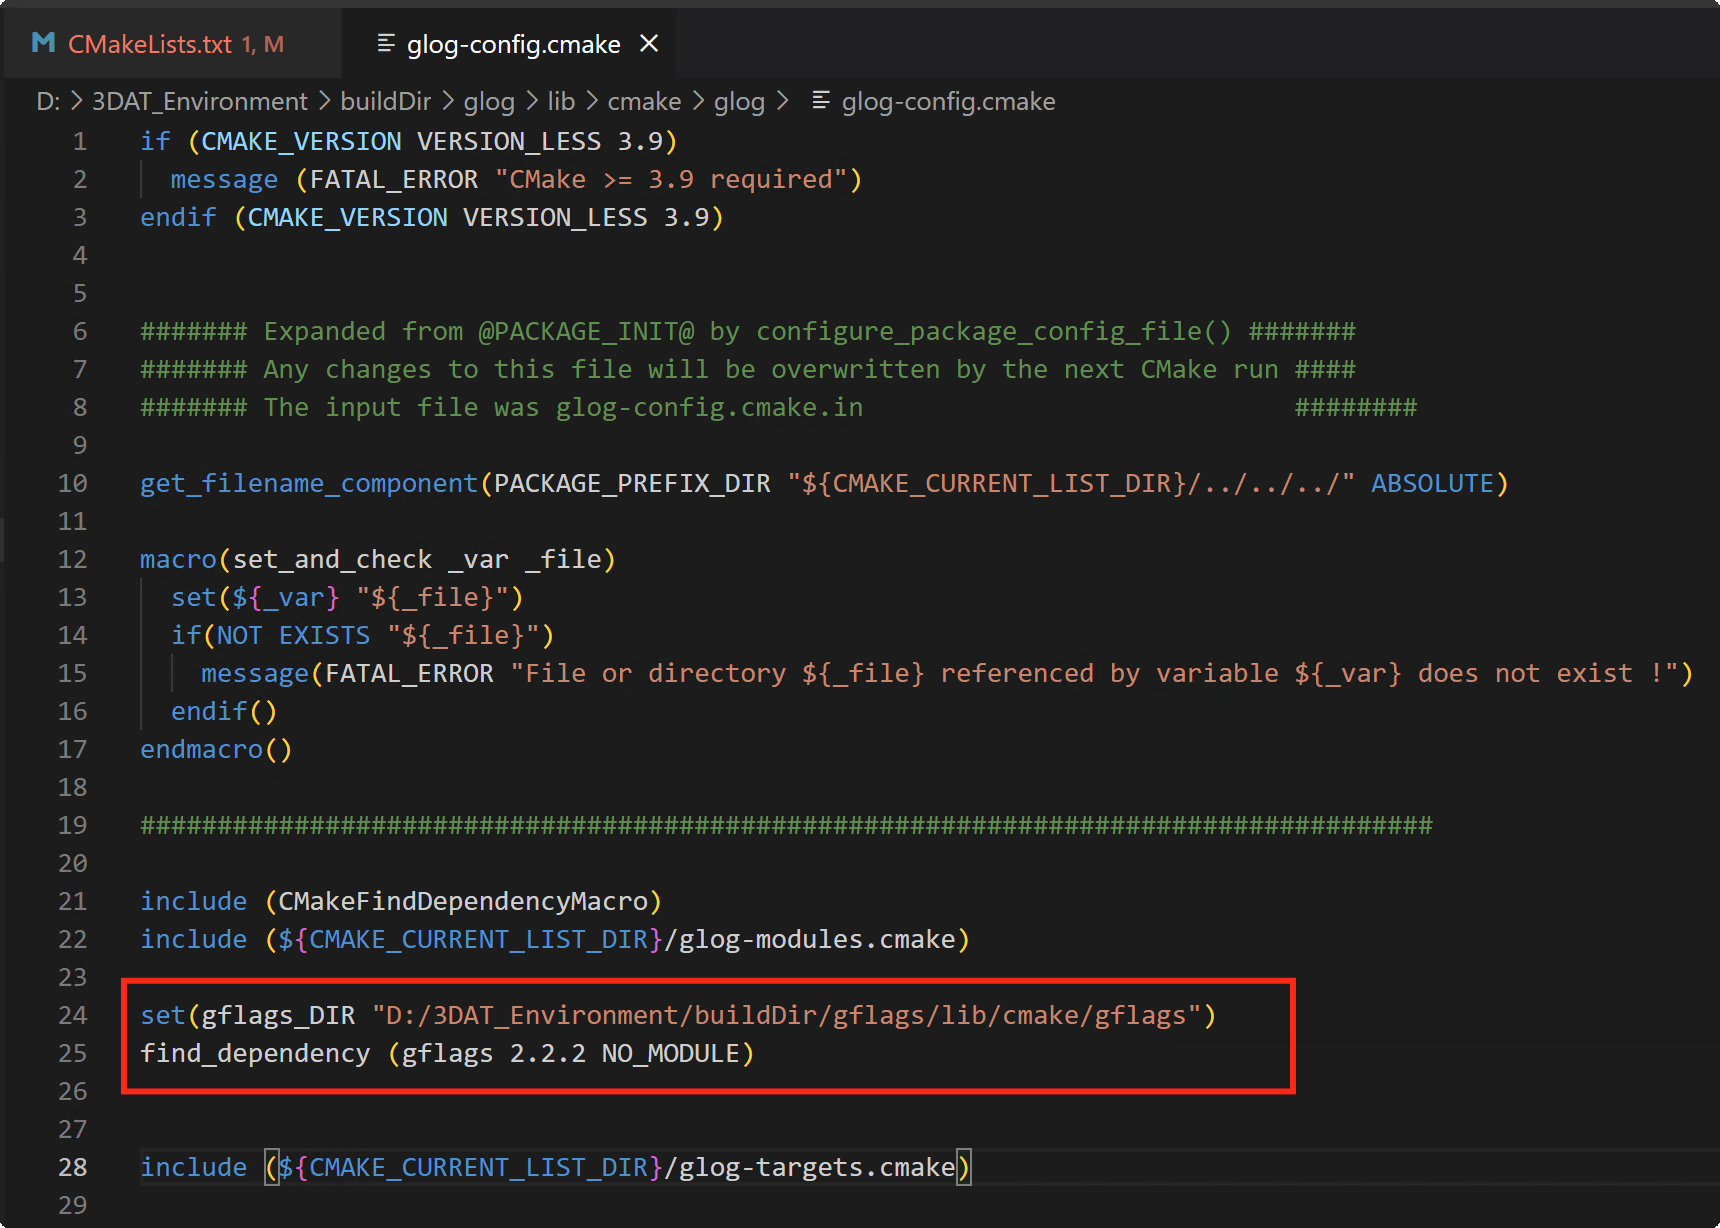 CMakeLists.txt 1, M glog-config.cmake
D: > 3DAT_Environment > buildDir > glog > lib > cmake > glog > glog-config.cmake
1 if (CMAKE_VERSION VERSION_LESS 3.9)
2 message (FATAL_ERROR "CMake >= 3.9 required")
3 endif (CMAKE_VERSION VERSION_LESS 3.9)
4
5
6 ####### Expanded from @PACKAGE_INIT@ by configure_package_config_file() #######
7 ####### Any changes to this file will be overwritten by the next CMake run ####
8 ####### The input file was glog-config.cmake.in                            ########
9
10 get_filename_component(PACKAGE_PREFIX_DIR "${CMAKE_CURRENT_LIST_DIR}/../../../" ABSOLUTE)
11
12 macro(set_and_check _var _file)
13 set(${_var} "${_file}")
14 if(NOT EXISTS "${_file}")
15 message(FATAL_ERROR "File or directory ${_file} referenced by variable ${_var} does not exist !")
16 endif()
17 endmacro()
18
19 ####################################################################################
20
21 include (CMakeFindDependencyMacro)
22 include (${CMAKE_CURRENT_LIST_DIR}/glog-modules.cmake)
23
24 set(gflags_DIR "D:/3DAT_Environment/buildDir/gflags/lib/cmake/gflags")
25 find_dependency (gflags 2.2.2 NO_MODULE)
26
27
28 include (${CMAKE_CURRENT_LIST_DIR}/glog-targets.cmake)
29